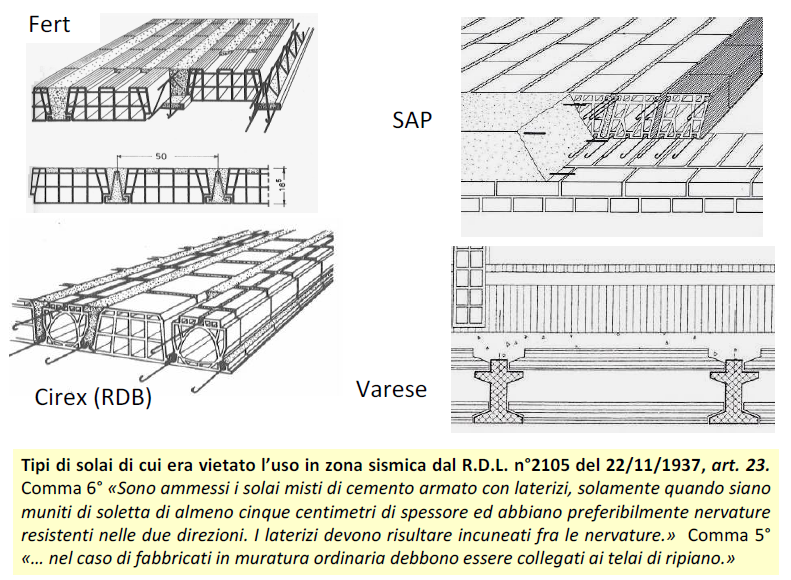 Fert
SAP
50
18⁵
Cirex (RDB)
Varese
10
Tipi di solai di cui era vietato l’uso in zona sismica dal R.D.L. n°2105 del 22/11/1937, art. 23.
Comma 6° «Sono ammessi i solai misti di cemento armato con laterizi, solamente quando siano
muniti di soletta di almeno cinque centimetri di spessore ed abbiano preferibilmente nervature
resistenti nelle due direzioni. I laterizi devono risultare incuneati fra le nervature.» Comma 5°
«… nel caso di fabbricati in muratura ordinaria debbono essere collegati ai telai di ripiano.»